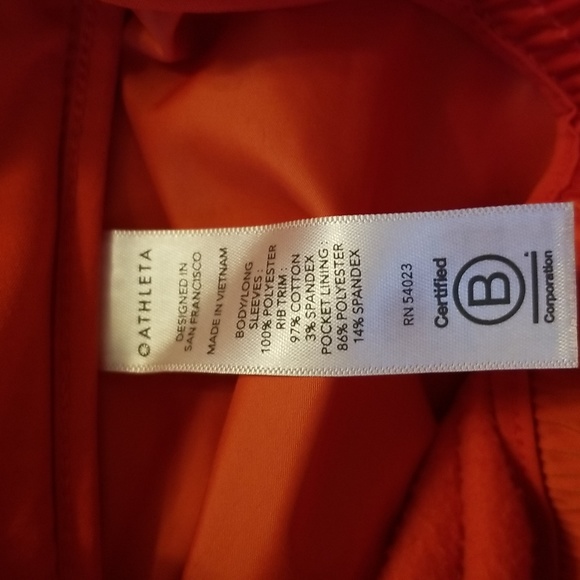 ATHLETA
DESIGNED IN
SAN FRANCISCO
MADE IN VIETNAM
BODY/LONG
SLEEVES :
100% POLYESTER
RIB TRIM :
97% COTTON
3% SPANDEX
POCKET LINING :
86% POLYESTER
14% SPANDEX
RN 54023
Certified
B
Corporation